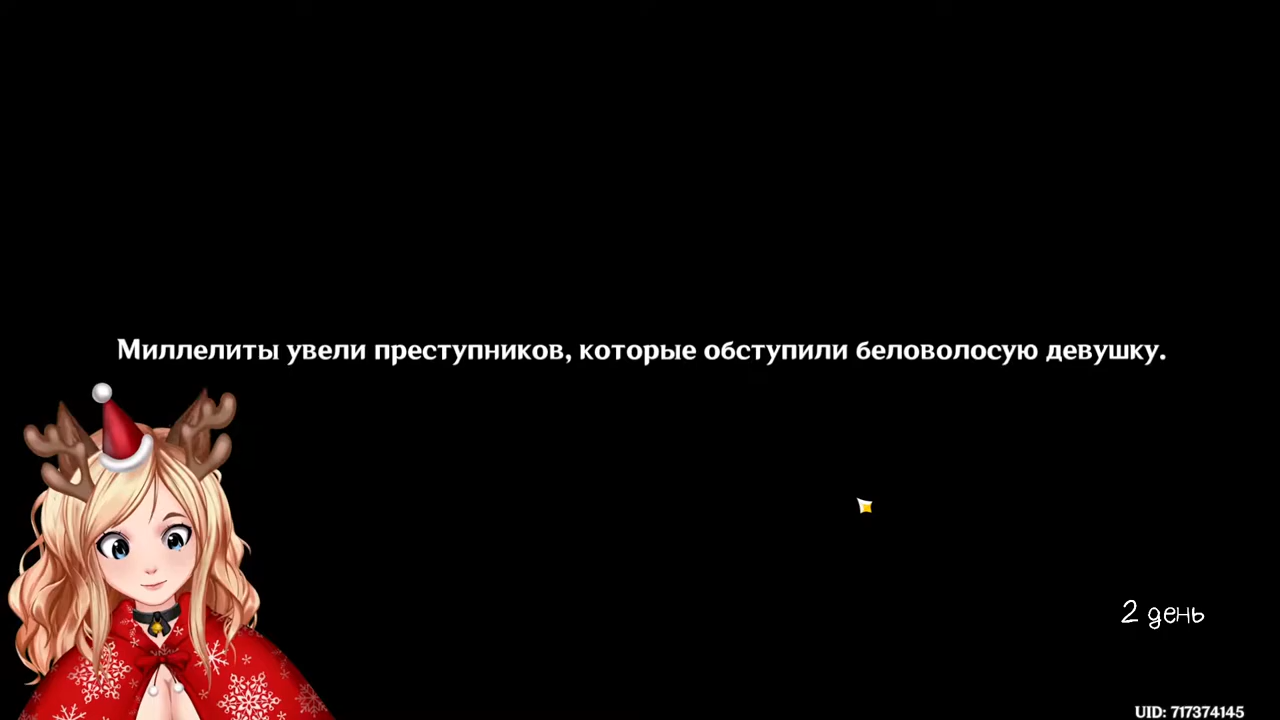 Миллелиты увели преступников, которые обступили беловолосую девушку.
2 день
UID: 717374145